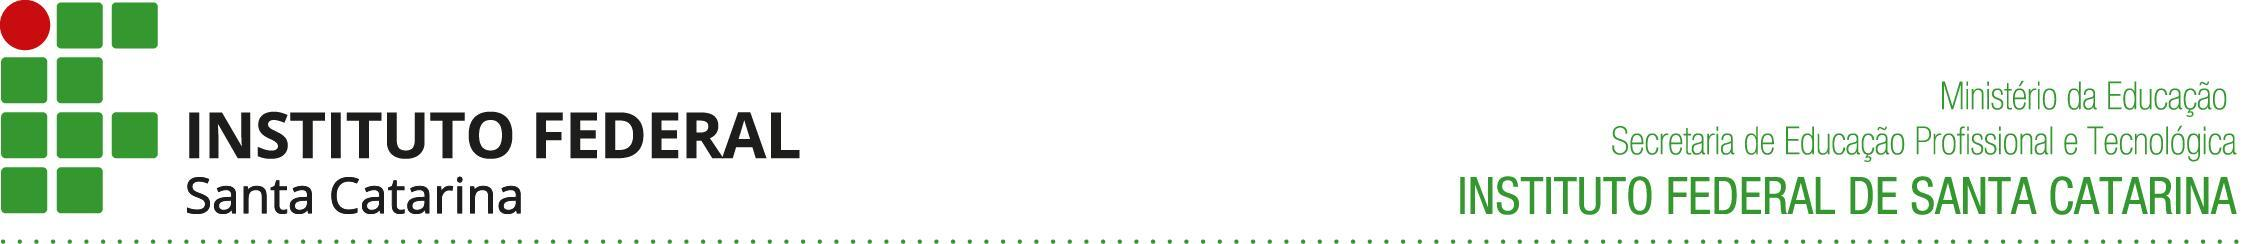 INSTITUTO FEDERAL
Santa Catarina
Ministério da Educação
Secretaria de Educação Profissional e Tecnológica
INSTITUTO FEDERAL DE SANTA CATARINA